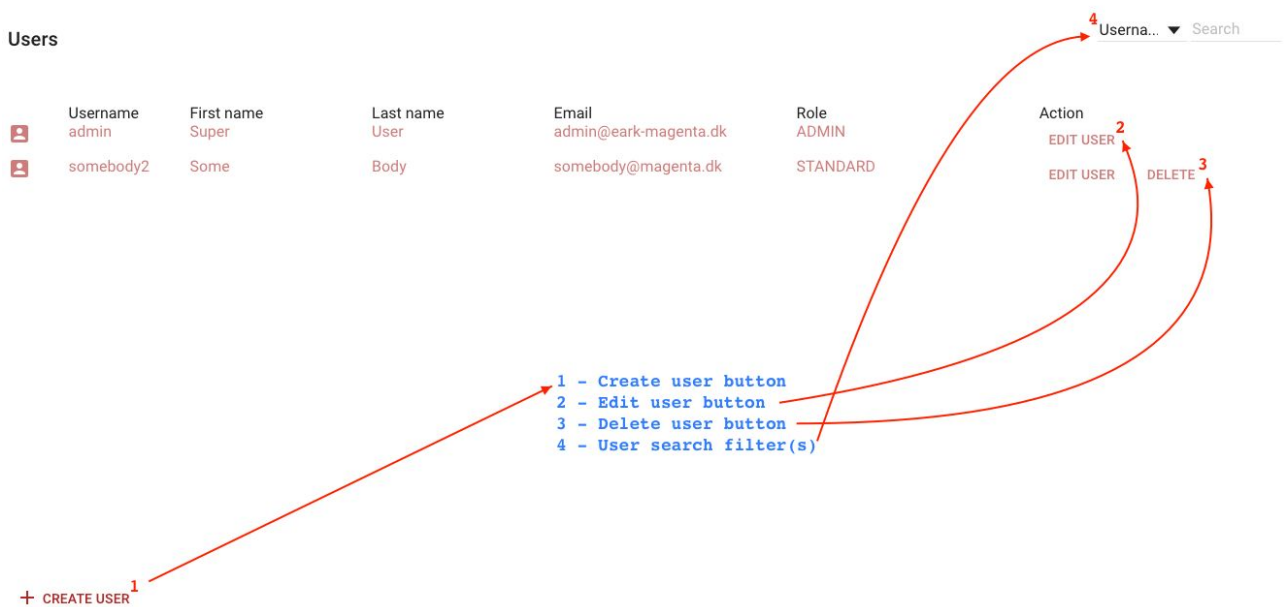 4
Userna... Search
Users
Username First name Last name Email Role Action
admin Super User admin@eark-magenta.dk ADMIN EDIT USER 2
somebody2 Some Body somebody@magenta.dk STANDARD EDIT USER DELETE 3
1 - Create user button
2 - Edit user button
3 - Delete user button
4 - User search filter(s)
+ CREATE USER 1